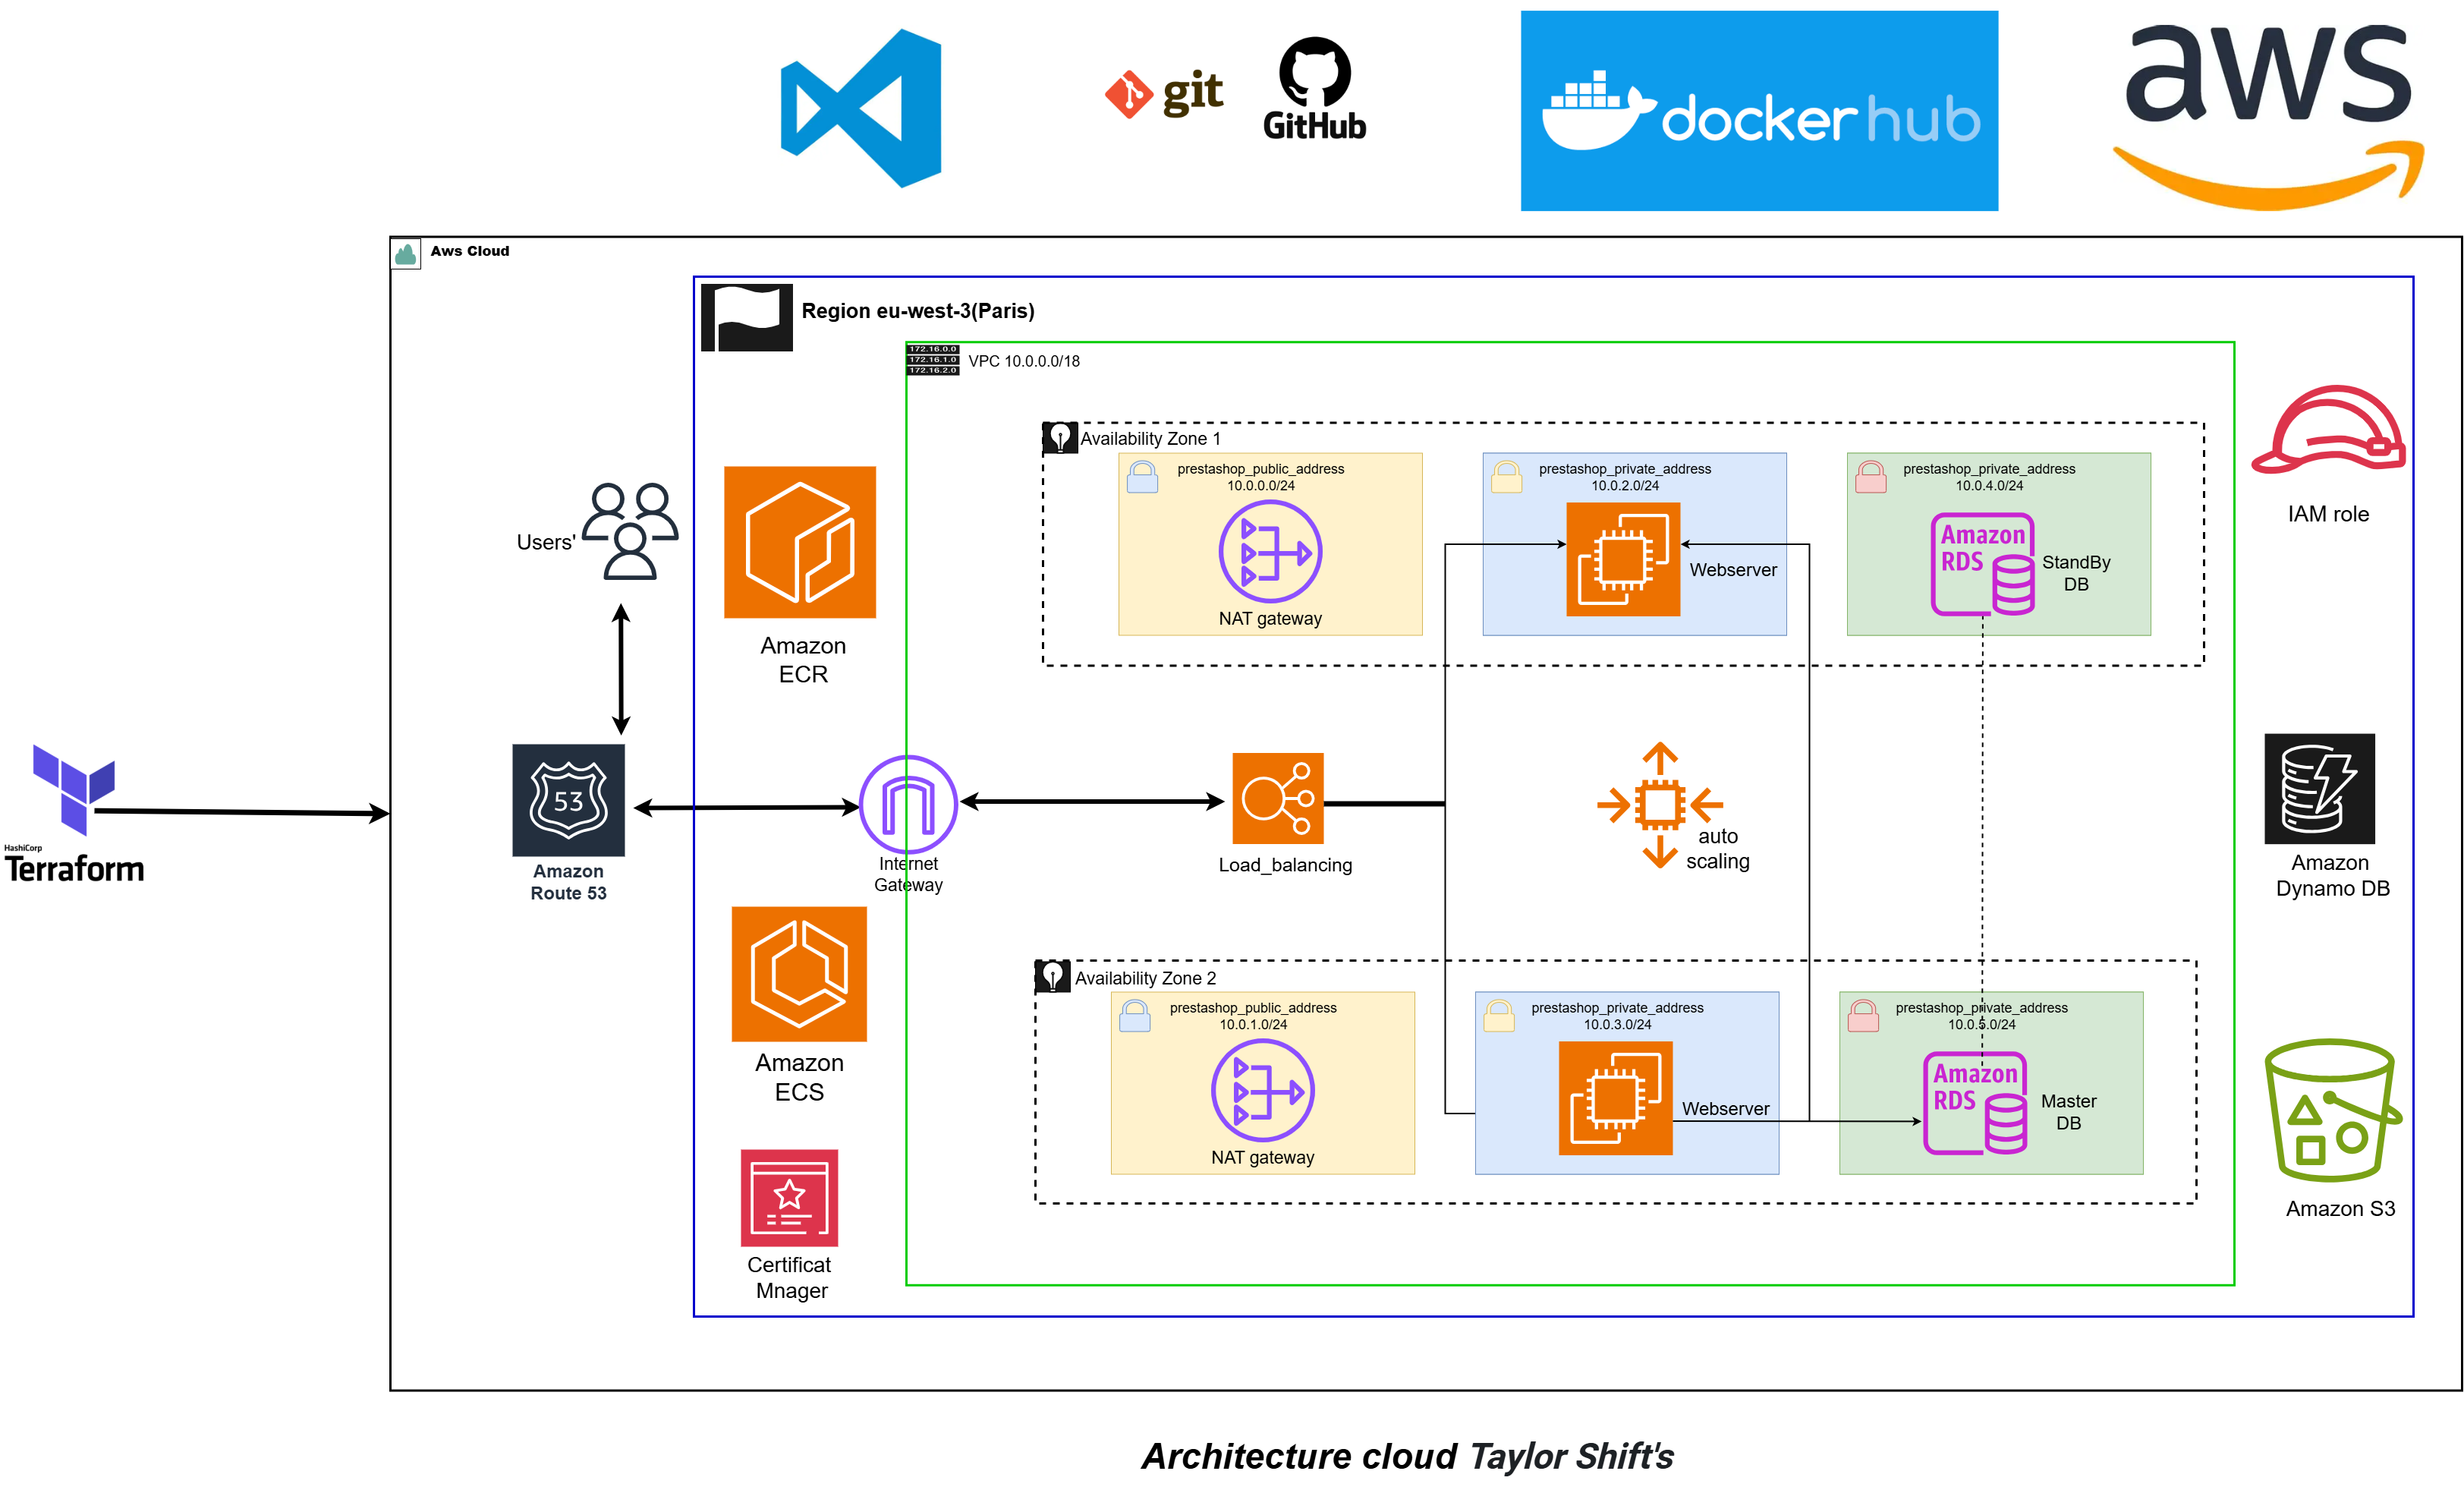 git
GitHub
docker hub
aws
Aws Cloud
Region eu-west-3(Paris)
172.16.0.0
172.16.1.0
172.16.2.0
VPC 10.0.0.0/18
Availability Zone 1
prestashop_public_address
10.0.0.0/24
NAT gateway
prestashop_private_address
10.0.2.0/24
Webserver
prestashop_private_address
10.0.4.0/24
Amazon
RDS
StandBy
DB
IAM role
Users'
Amazon
ECR
HashiCorp
Terraform
53
Amazon
Route 53
Internet
Gateway
Load_balancing
auto
scaling
Amazon
Dynamo DB
Amazon
ECS
Availability Zone 2
prestashop_public_address
10.0.1.0/24
NAT gateway
prestashop_private_address
10.0.3.0/24
Webserver
prestashop_private_address
10.0.5.0/24
Amazon
RDS
Master
DB
Amazon S3
Certificat
Mnager
Architecture cloud Taylor Shift's